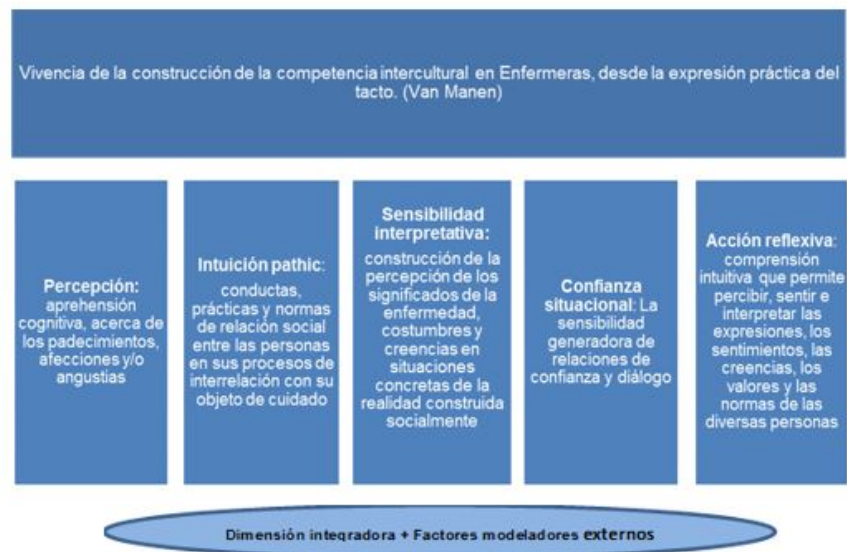 Vivencia de la construcción de la competencia intercultural en Enfermeras, desde la expresión práctica del
tacto. (Van Manen)
Percepción:
aprehensión
cognitiva, acerca de
los padecimientos,
afecciones y/o
angustias
Intuición pathic:
conductas,
prácticas y normas
de relación social
entre las personas
en sus procesos de
interrelación con su
objeto de cuidado
Sensibilidad
interpretativa:
construcción de la
percepción de los
significados de la
enfermedad,
costumbres y
creencias en
situaciones
concretas de la
realidad construida
socialmente
Confianza
situacional: La
sensibilidad
generadora de
relaciones de
confianza y diálogo
Acción reflexiva:
comprensión
intuitiva que permite
percibir, sentir e
interpretar las
expresiones, los
sentimientos, las
creencias, los
valores y las
normas de las
diversas personas
Dimensión integradora + Factores modeladores externos